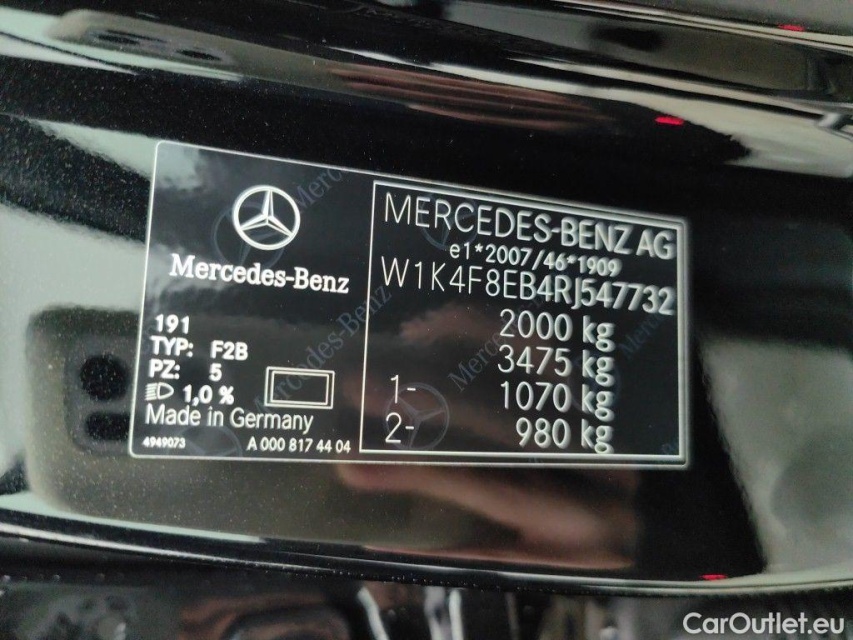 Mercedes-Benz
191
TYP: F2B
PZ: 5
1,0 %
Made in Germany
4949073 A 000 817 44 04
MERCEDES-BENZ AG
e1*2007/46*1909
W1K4F8EB4RJ547732
2000 kg
3475 kg
1- 1070 kg
2- 980 kg
CarOutlet.eu